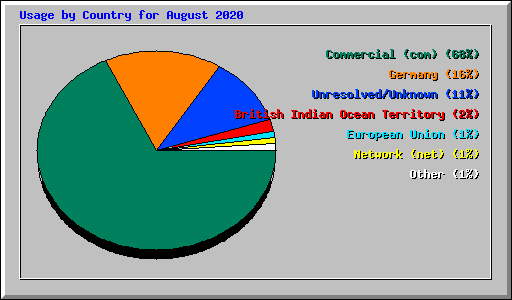 Usage by Country for August 2020
Commercial (com) (68%)
Germany (16%)
Unresolved/Unknown (11%)
British Indian Ocean Territory (2%)
European Union (1%)
Network (net) (1%)
Other (1%)